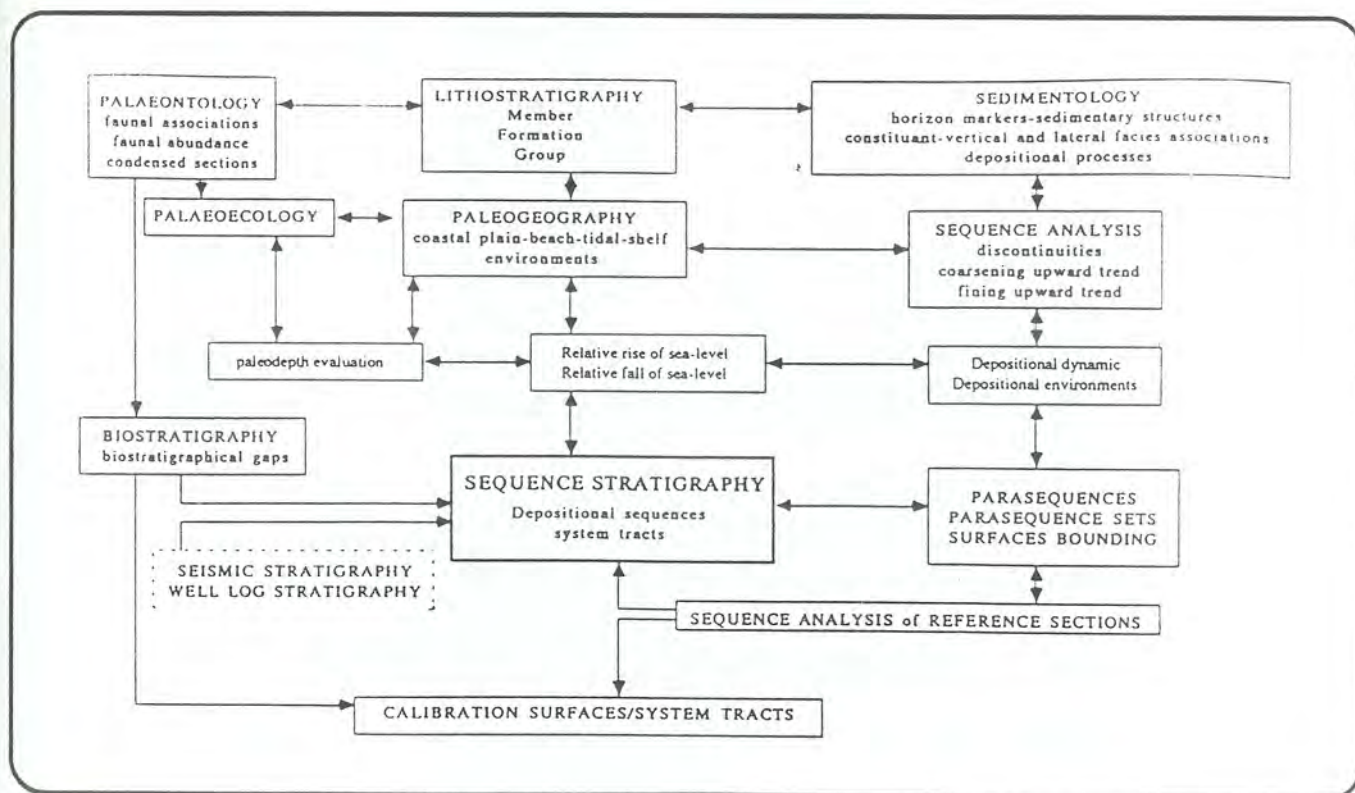 PALAEONTOLOGY
faunal associations
faunal abundance
condensed sections
LITHOSTRATIGRAPHY
Member
Formation
Group
SEDIMENTOLOGY
horizon markers-sedimentary structures
constituant-vertical and lateral facies associations
depositional processes
PALAEOECOLOGY
PALEOGEOGRAPHY
coastal plain-beach-tidal-shelf
environments
SEQUENCE ANALYSIS
discontinuities
coarsening upward trend
fining upward trend
paleodepth evaluation
Relative rise of sea-level
Relative fall of sea-level
Depositional dynamic
Depositional environments
BIOSTRATIGRAPHY
biostratigraphical gaps
SEQUENCE STRATIGRAPHY
Depositional sequences
system tracts
PARASEQUENCES
PARASEQUENCE SETS
SURFACES BOUNDING
SEISMIC STRATIGRAPHY
WELL LOG STRATIGRAPHY
SEQUENCE ANALYSIS of REFERENCE SECTIONS
CALIBRATION SURFACES/SYSTEM TRACTS